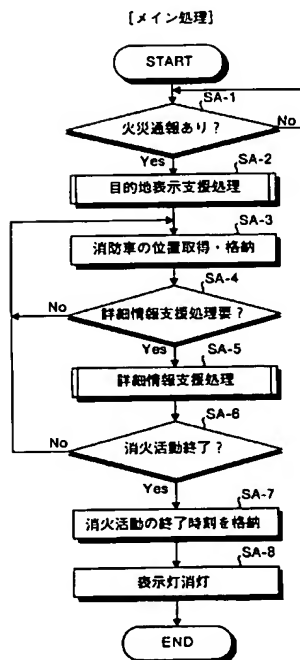 [メイン処理]
START
SA-1
火災通報あり？
No
Yes
SA-2
目的地表示支援処理
SA-3
消防車の位置取得・格納
SA-4
No
詳細情報支援処理要？
Yes
SA-5
詳細情報支援処理
SA-6
No
消火活動終了？
Yes
SA-7
消火活動の終了時刻を格納
SA-8
表示灯消灯
END